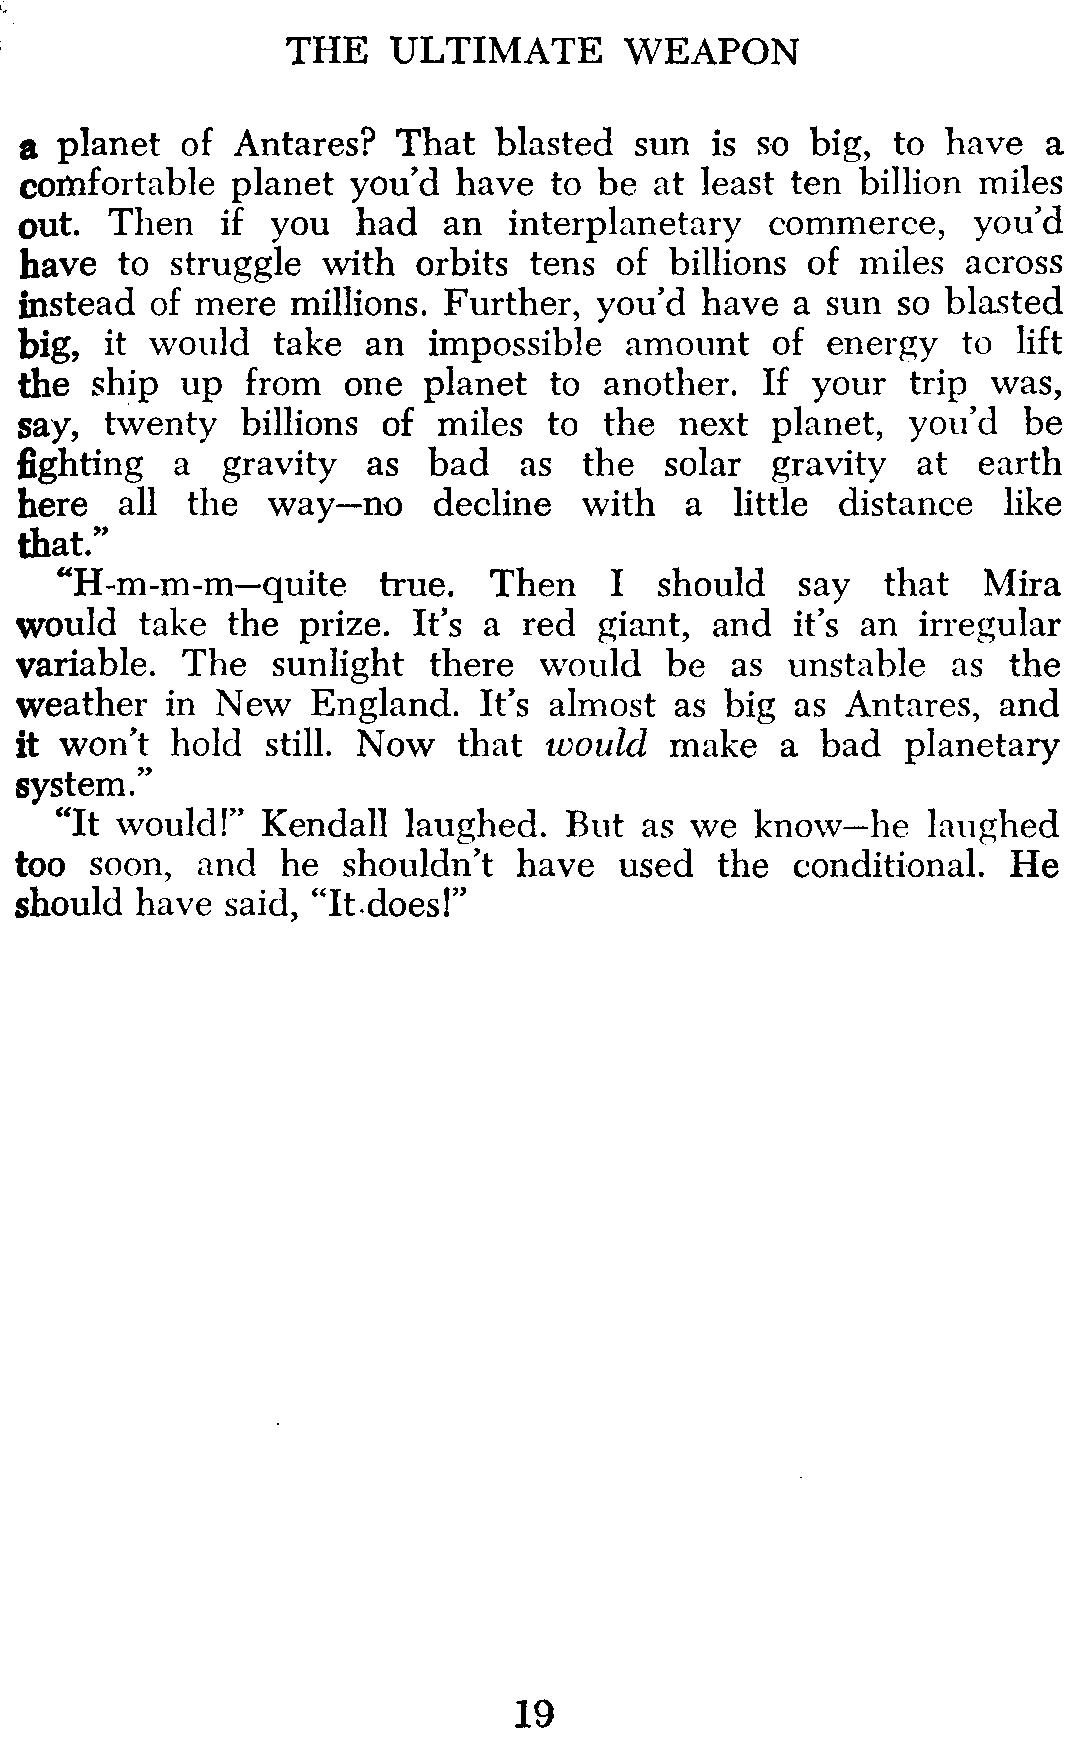 THE ULTIMATE WEAPON
a planet of Antares? That blasted sun is so big, to have a
comfortable planet you'd have to be at least ten billion miles
out. Then if you had an interplanetary commerce, you'd
have to struggle with orbits tens of billions of miles across
instead of mere millions. Further, you'd have a sun so blasted
big, it would take an impossible amount of energy to lift
the ship up from one planet to another. If your trip was,
say, twenty billions of miles to the next planet, you'd be
fighting a gravity as bad as the solar gravity at earth
here all the way—no decline with a little distance like
that."
"H-m-m-m—quite true. Then I should say that Mira
would take the prize. It's a red giant, and it's an irregular
variable. The sunlight there would be as unstable as the
weather in New England. It's almost as big as Antares, and
it won't hold still. Now that would make a bad planetary
system."
"It would!" Kendall laughed. But as we know—he laughed
too soon, and he shouldn't have used the conditional. He
should have said, "It does!"
19